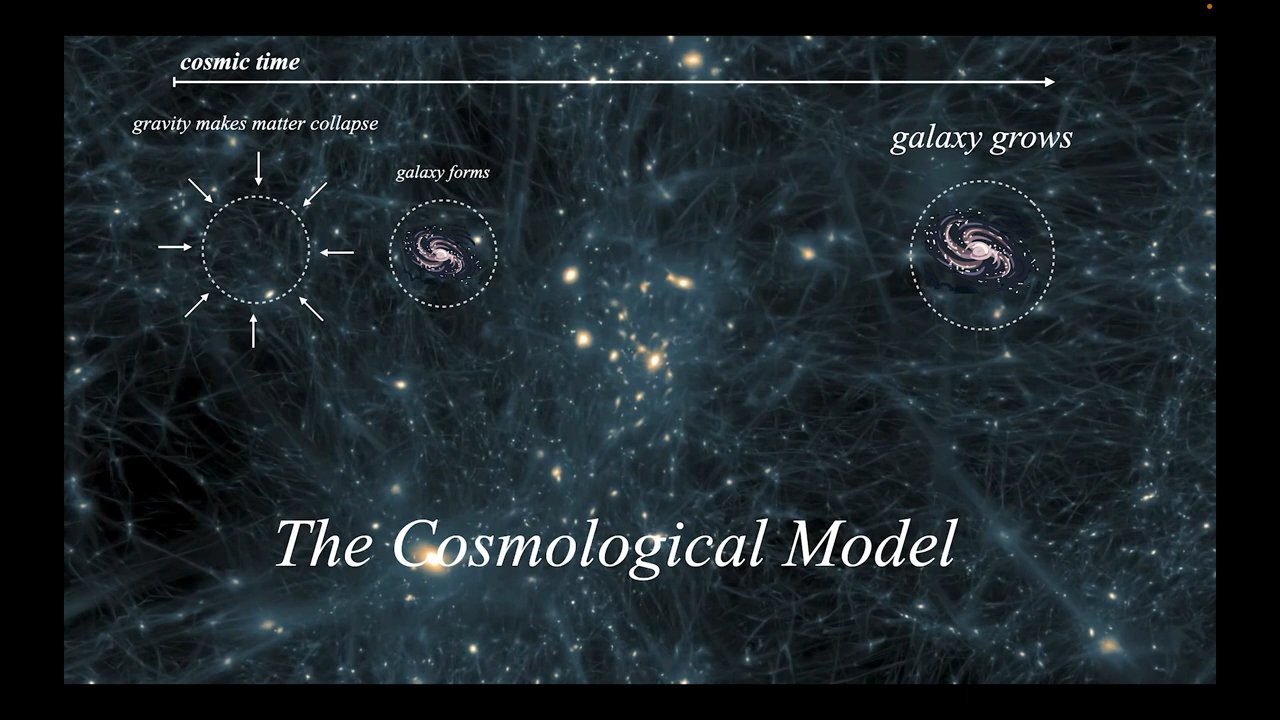 cosmic time
gravity makes matter collapse
galaxy forms
galaxy grows
The Cosmological Model